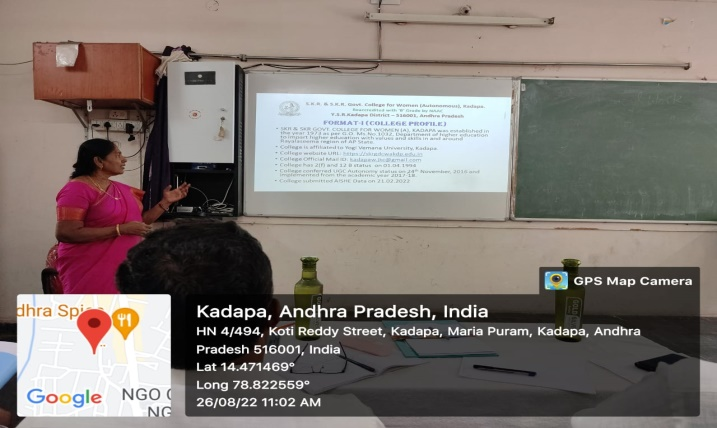 S.K.R. & S.K.R. Govt. College for Women (Autonomous), Kadapa.
Reaccredited with 'B' Grade by NAAC
Y.S.R.Kadapa District – 516001, Andhra Pradesh
FORMAT-I (COLLEGE PROFILE)
• SKR & SKR GOVT. COLLEGE FOR WOMEN (A), KADAPA was established in
the year 1973 as per G.O. Ms.No.1032, Department of Higher education
to impart higher education with values and skills in and around
Rayalaseema region of AP State.
• College is affiliated to Yogi Vemana University, Kadapa.
• College website URL:
• College Official Mail ID:
• College has 2(f) and 12 B status on 01.04.1994
• College conferred UGC Autonomy status on 24th November, 2016 and
implemented from the academic year 2017-18.
• College submitted AISHE Data on 21.02.2022
GPS Map Camera
dhra Spice
Google
NGO
NG
Kadapa, Andhra Pradesh, India
HN 4/494, Koti Reddy Street, Kadapa, Maria Puram, Kadapa, Andhra
Pradesh 516001, India
Lat 14.471469°
Long 78.822559°
26/08/22 11:02 AM